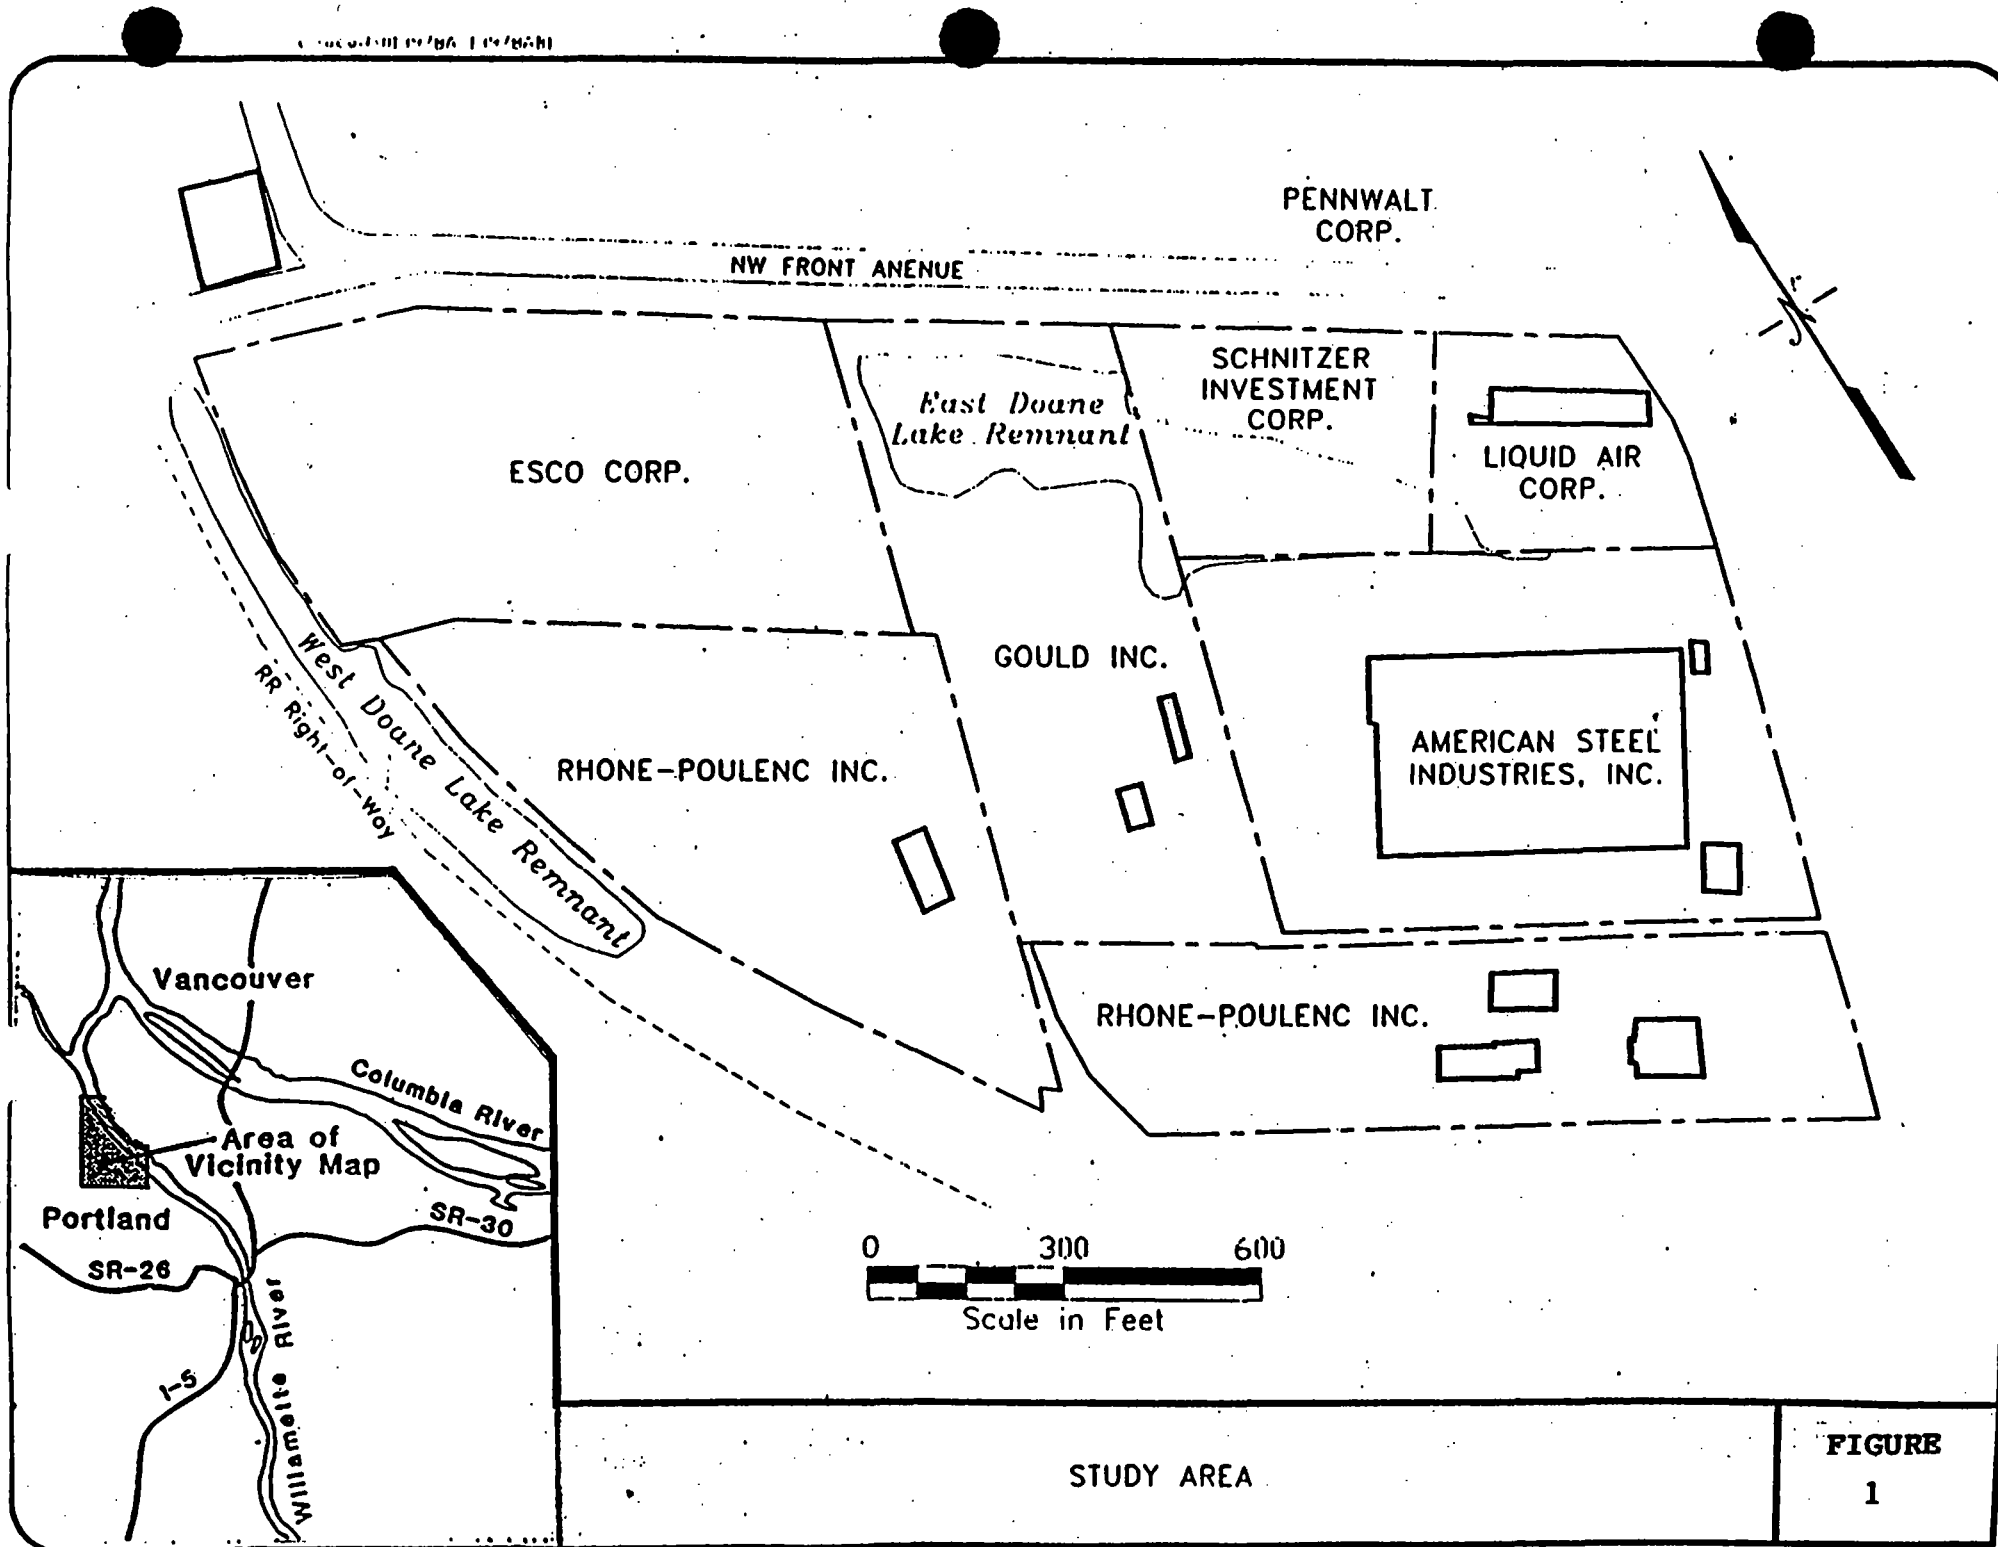 PENNWALT
CORP.
NW FRONT ANENUE
SCHNITZER
INVESTMENT
CORP.
East Doane
Lake Remnant
LIQUID AIR
CORP.
ESCO CORP.
GOULD INC.
West Doane Lake Remnant
RR Right-of-Way
RHONE-POULENC INC.
AMERICAN STEEL
INDUSTRIES, INC.
RHONE-POULENC INC.
Vancouver
Columbia River
Area of
Vicinity Map
Portland
SR-30
SR-26
I-5
Willamette River
0 300 600
Scale in Feet
STUDY AREA
FIGURE
1